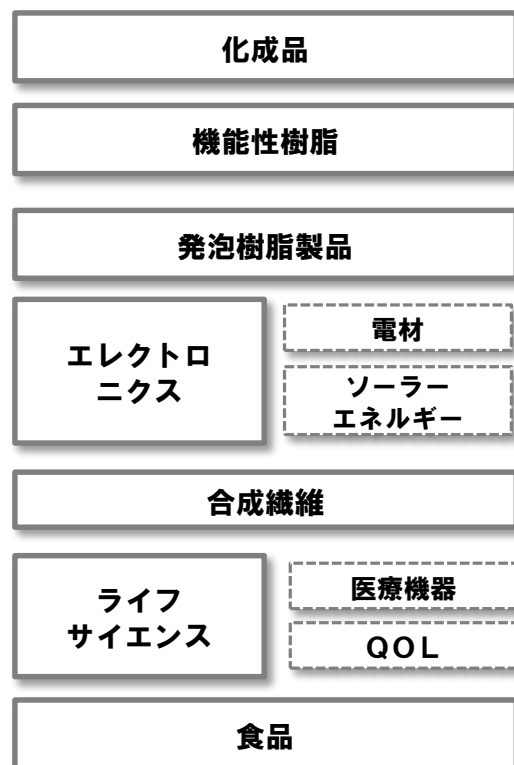 化成品
機能性樹脂
発泡樹脂製品
エレクトロ
ニクス
電材
ソーラー
エネルギー
合成繊維
ライフ
サイエンス
医療機器
QOL
食品